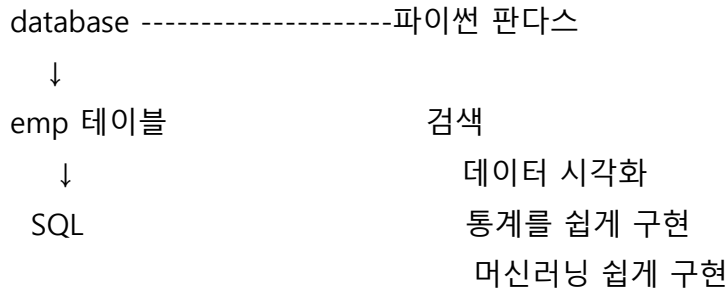 database --------------------파이썬 판다스
↓
emp 테이블 검색
↓ 데이터 시각화
SQL 통계를 쉽게 구현
머신러닝 쉽게 구현